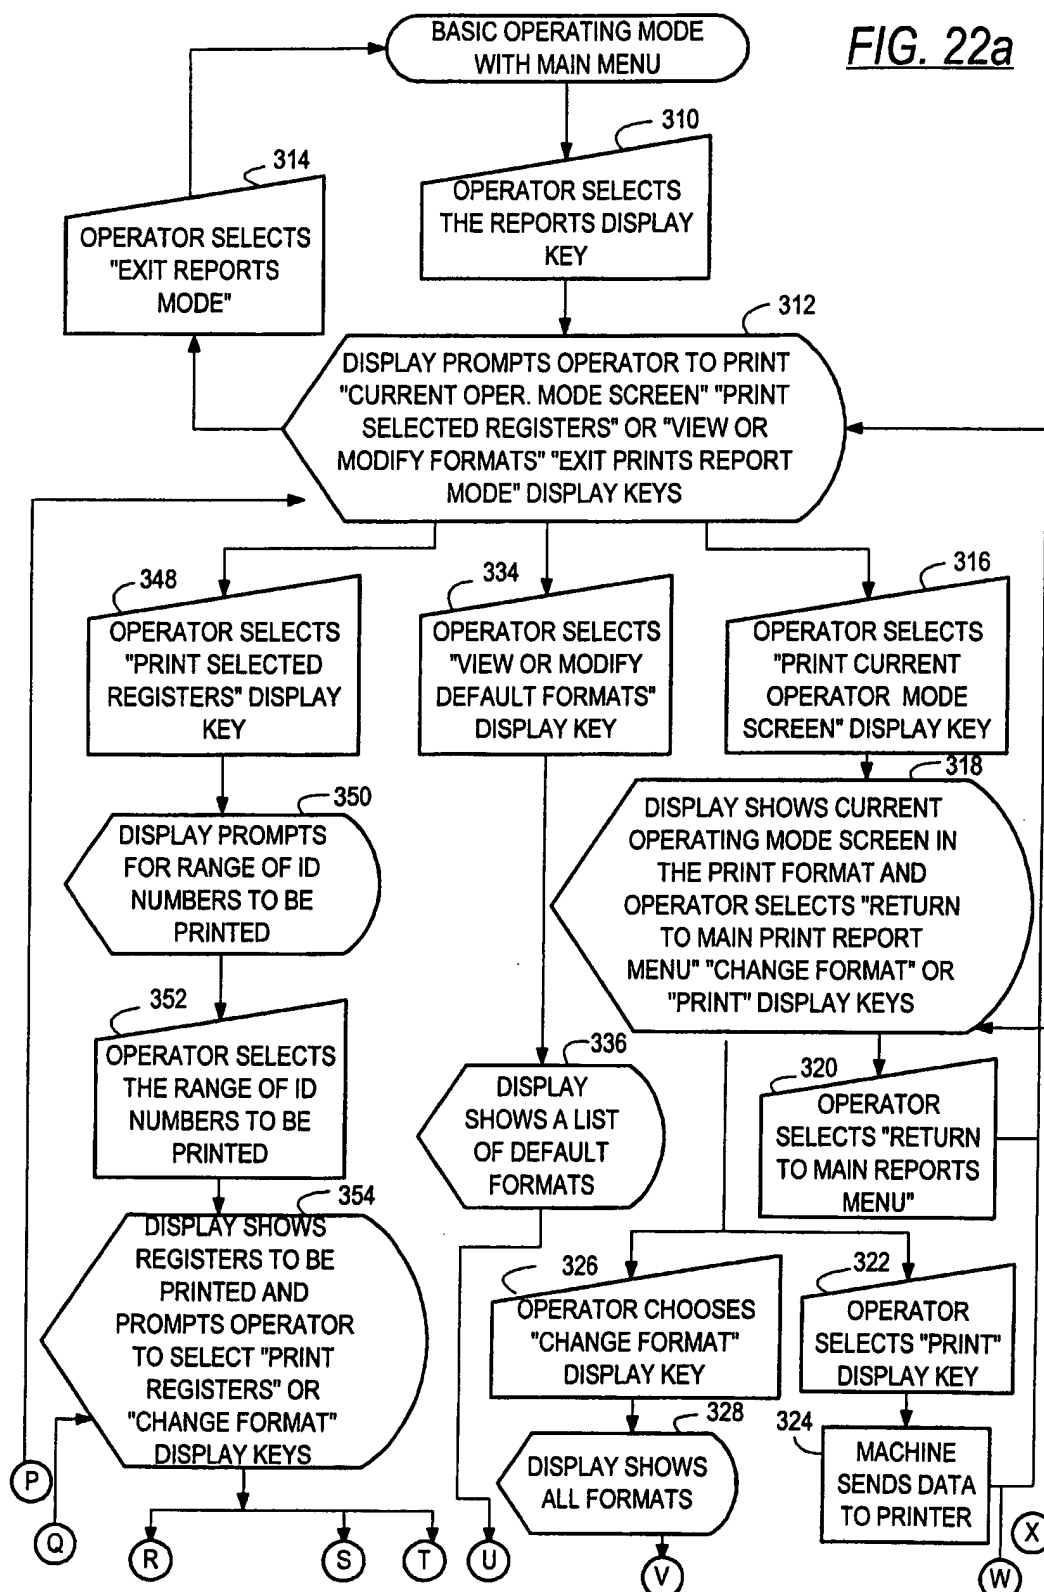 BASIC OPERATING MODE
WITH MAIN MENU
FIG. 22a
310
OPERATOR SELECTS
THE REPORTS DISPLAY
KEY
314
OPERATOR SELECTS
"EXIT REPORTS
MODE"
312
DISPLAY PROMPTS OPERATOR TO PRINT
"CURRENT OPER. MODE SCREEN" "PRINT
SELECTED REGISTERS" OR "VIEW OR
MODIFY FORMATS" "EXIT PRINTS REPORT
MODE" DISPLAY KEYS
348
OPERATOR SELECTS
"PRINT SELECTED
REGISTERS" DISPLAY
KEY
334
OPERATOR SELECTS
"VIEW OR MODIFY
DEFAULT FORMATS"
DISPLAY KEY
316
OPERATOR SELECTS
"PRINT CURRENT
OPERATOR MODE
SCREEN" DISPLAY KEY
318
DISPLAY SHOWS CURRENT
OPERATING MODE SCREEN IN
THE PRINT FORMAT AND
OPERATOR SELECTS "RETURN
TO MAIN PRINT REPORT
MENU" "CHANGE FORMAT" OR
"PRINT" DISPLAY KEYS
350
DISPLAY PROMPTS
FOR RANGE OF ID
NUMBERS TO BE
PRINTED
352
OPERATOR SELECTS
THE RANGE OF ID
NUMBERS TO BE
PRINTED
336
DISPLAY
SHOWS A LIST
OF DEFAULT
FORMATS
320
OPERATOR
SELECTS "RETURN
TO MAIN REPORTS
MENU"
354
DISPLAY SHOWS
REGISTERS TO BE
PRINTED AND
PROMPTS OPERATOR
TO SELECT "PRINT
REGISTERS" OR
"CHANGE FORMAT"
DISPLAY KEYS
326
OPERATOR CHOOSES
"CHANGE FORMAT"
DISPLAY KEY
322
OPERATOR
SELECTS "PRINT"
DISPLAY KEY
328
DISPLAY SHOWS
ALL FORMATS
324
MACHINE
SENDS DATA
TO PRINTER
P
Q
R
S
T
U
V
W
X